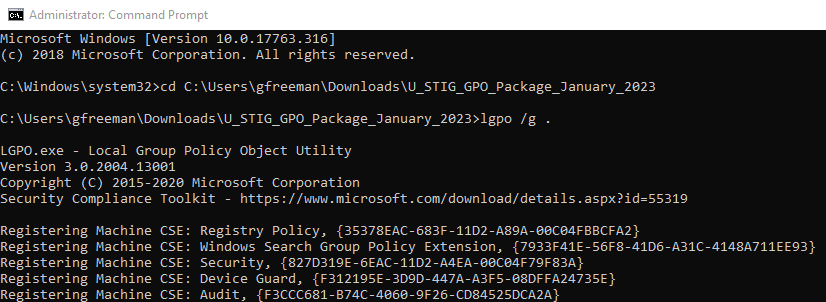 Administrator: Command Prompt
Microsoft Windows [Version 10.0.17763.316]
(c) 2018 Microsoft Corporation. All rights reserved.
C:\Windows\system32>cd C:\Users\gfreeman\Downloads\U_STIG_GPO_Package_January_2023
C:\Users\gfreeman\Downloads\U_STIG_GPO_Package_January_2023>lgpo /g .
LGPO.exe - Local Group Policy Object Utility
Version 3.0.2004.13001
Copyright (C) 2015-2020 Microsoft Corporation
Security Compliance Toolkit - https://www.microsoft.com/download/details.aspx?id=55319
Registering Machine CSE: Registry Policy, {35378EAC-683F-11D2-A89A-00C04FBBCFA2}
Registering Machine CSE: Windows Search Group Policy Extension, {7933F41E-56F8-41D6-A31C-4148A711EE93}
Registering Machine CSE: Security, {827D319E-6EAC-11D2-A4EA-00C04F79F83A}
Registering Machine CSE: Device Guard, {F312195E-3D9D-447A-A3F5-08DFFA24735E}
Registering Machine CSE: Audit, {F3CCC681-B74C-4060-9F26-CD84525DCA2A}